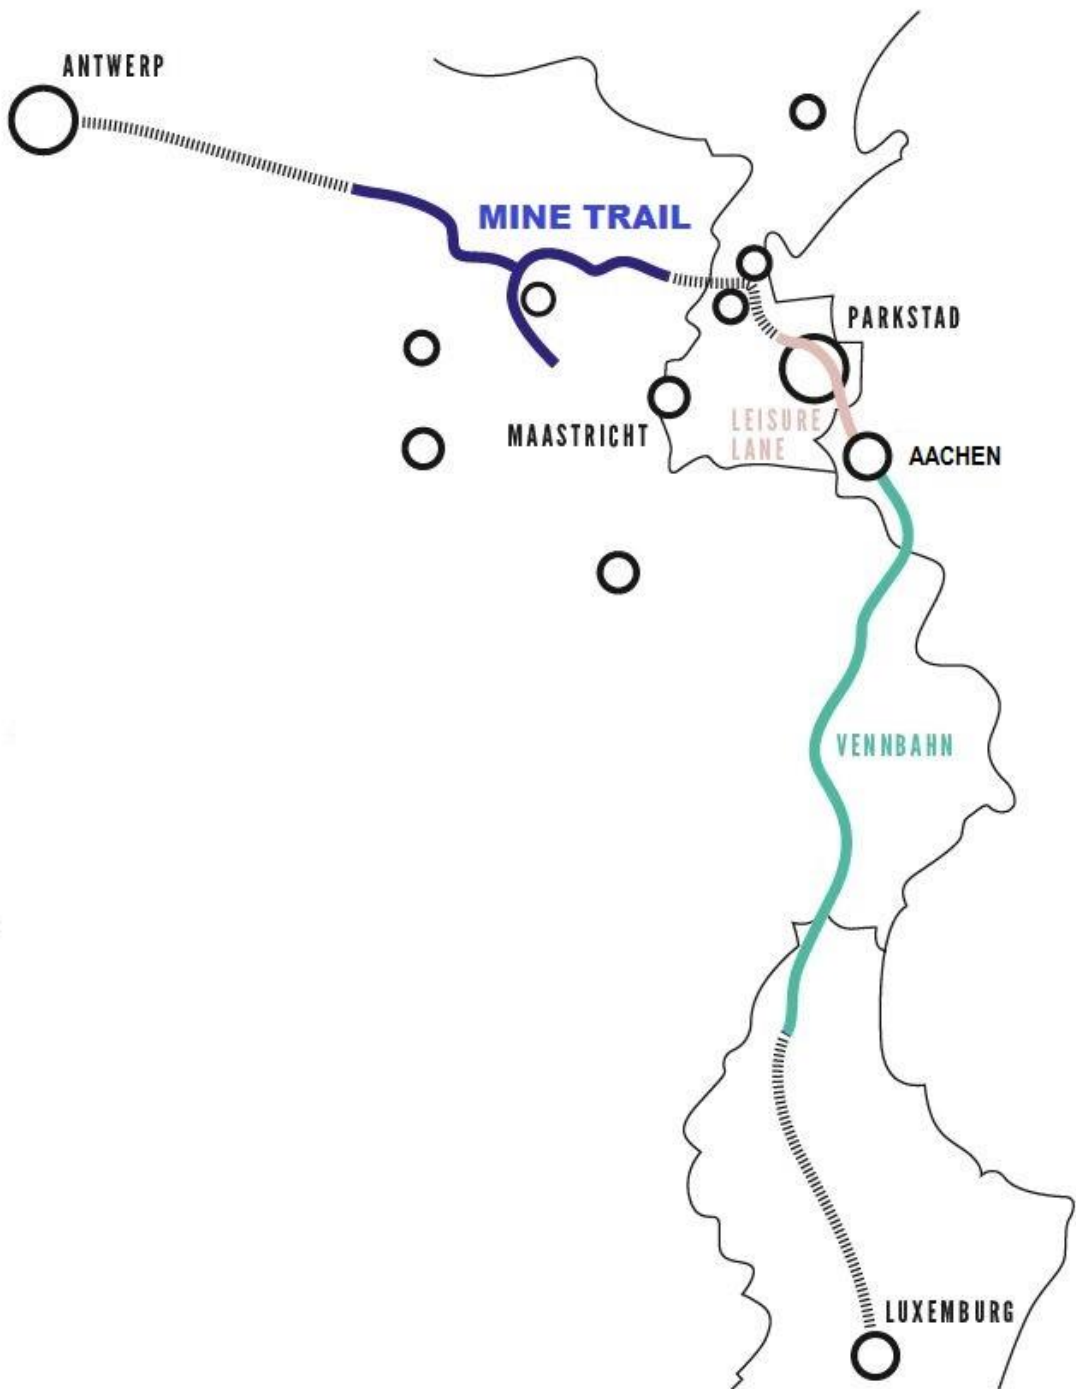 ANTWERP
MINE TRAIL
PARKSTAD
LEISURE
LANE
MAASTRICHT
AACHEN
VENNBAHN
LUXEMBURG